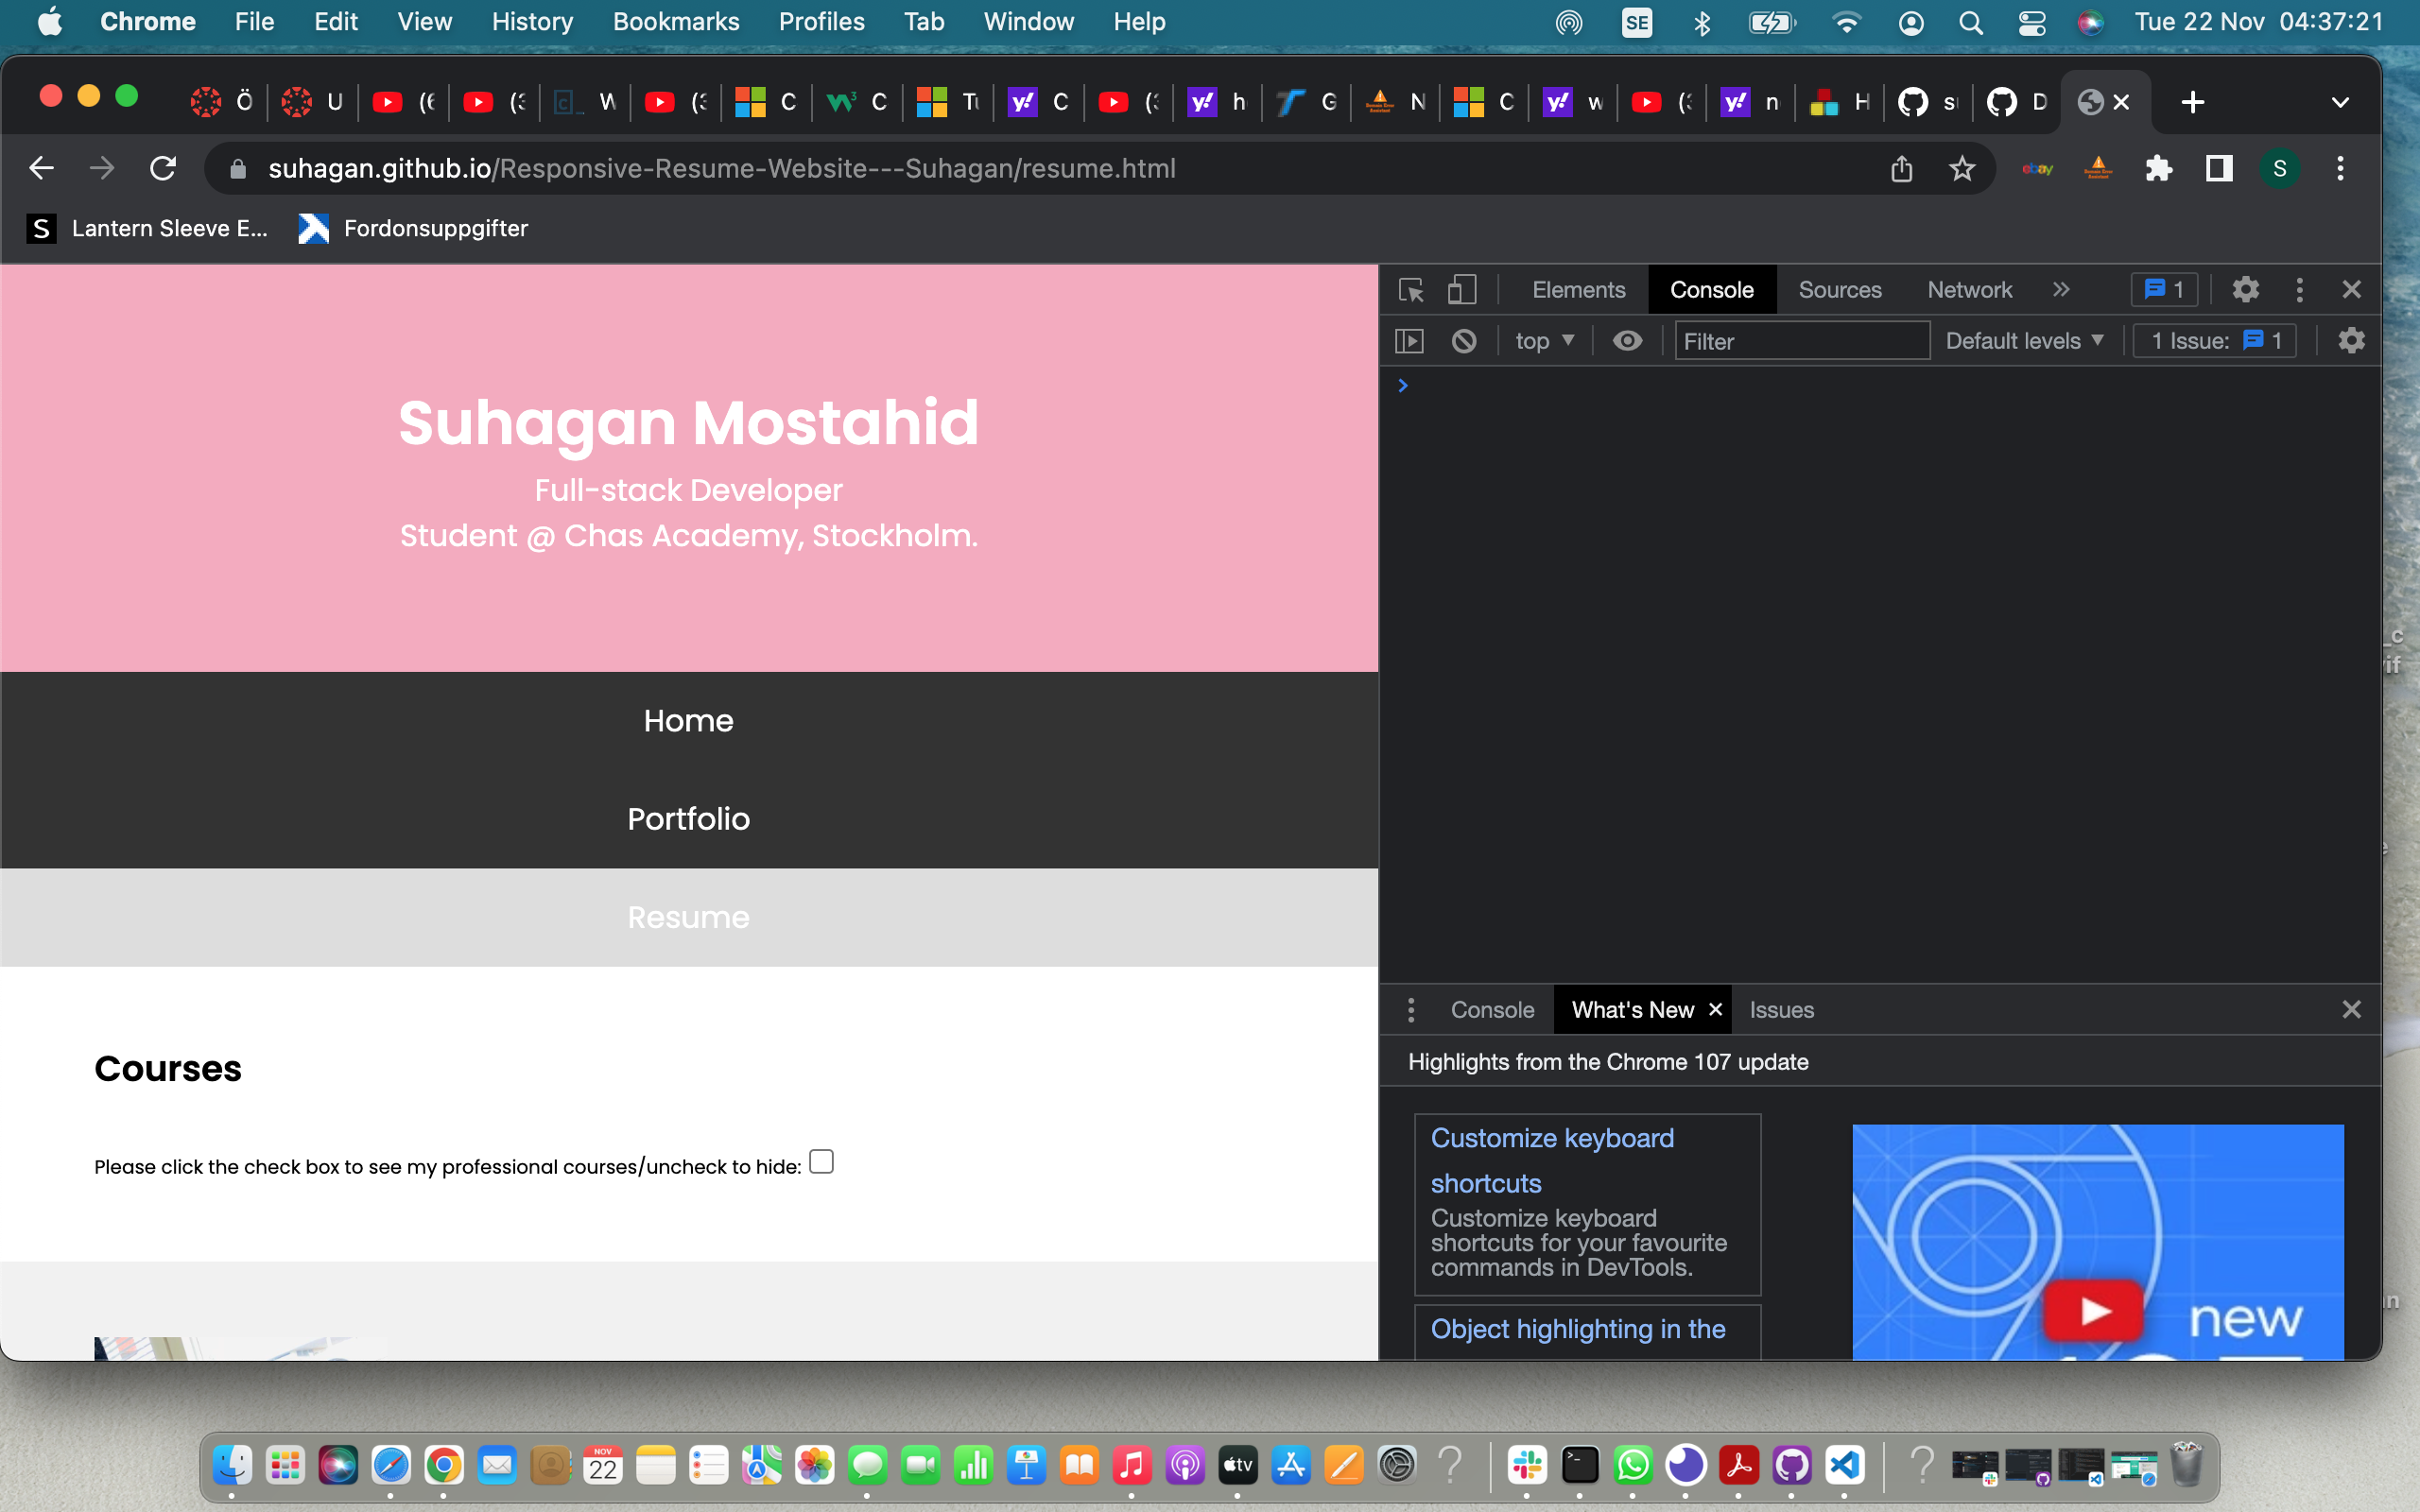 Chrome File Edit View History Bookmarks Profiles Tab Window Help SE Tue 22 Nov 04:37:21
Ö U C C C h G N C w n H D
suhagan.github.io/Responsive-Resume-Website---Suhagan/resume.html ebay S
S Lantern Sleeve E... Fordonsuppgifter
Elements Console Sources Network 1
top Filter Default levels 1 Issue: 1
Suhagan Mostahid
Full-stack Developer
Student @ Chas Academy, Stockholm.
Home
Portfolio
Resume
Courses
Please click the check box to see my professional courses/uncheck to hide:
Console What's New Issues
Highlights from the Chrome 107 update
Customize keyboard
shortcuts
Customize keyboard
shortcuts for your favourite
commands in DevTools.
Object highlighting in the
new
NOV
22
tv